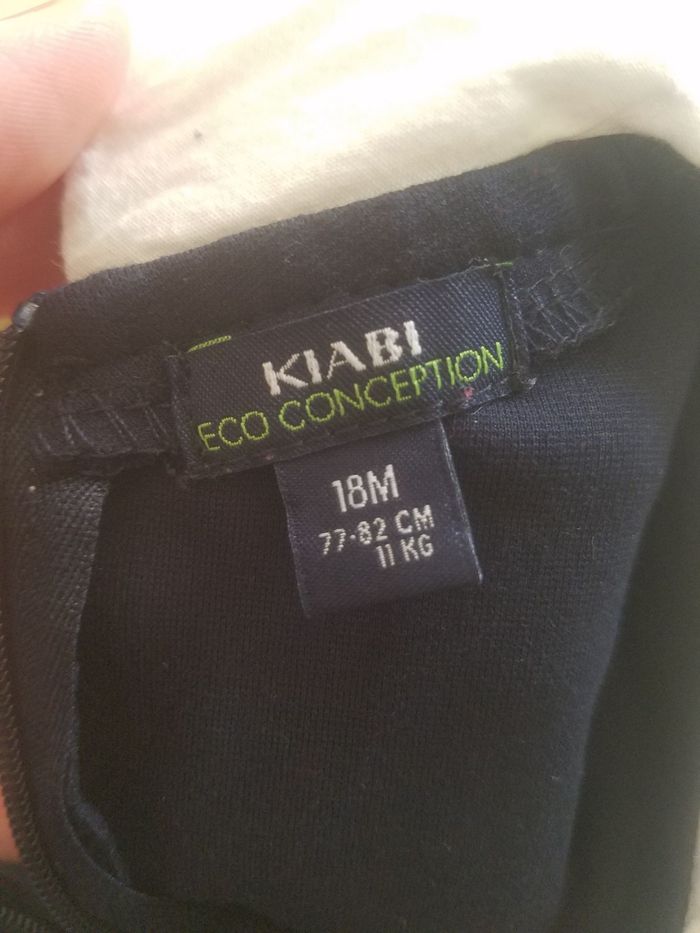 KIABI
ECO CONCEPTION
18M
77-82 CM
11 KG